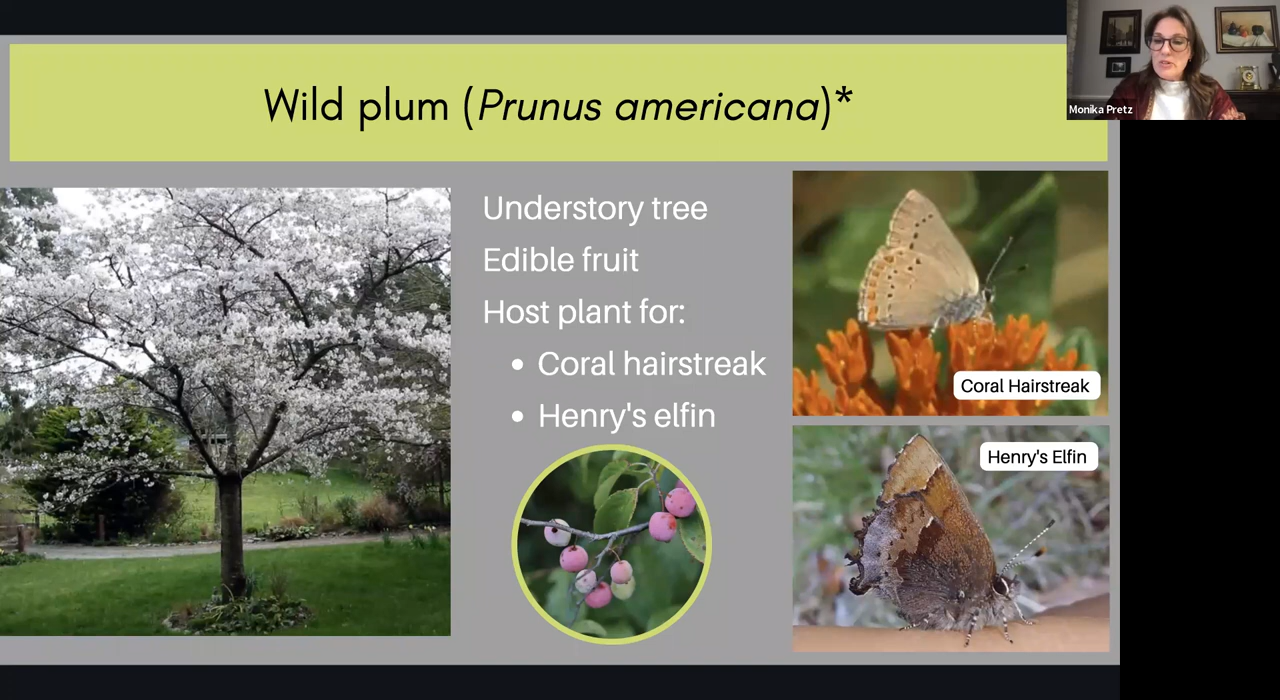 Wild plum (Prunus americana)*
Monika Pretz
Understory tree
Edible fruit
Host plant for:
• Coral hairstreak
• Henry's elfin
Coral Hairstreak
Henry's Elfin